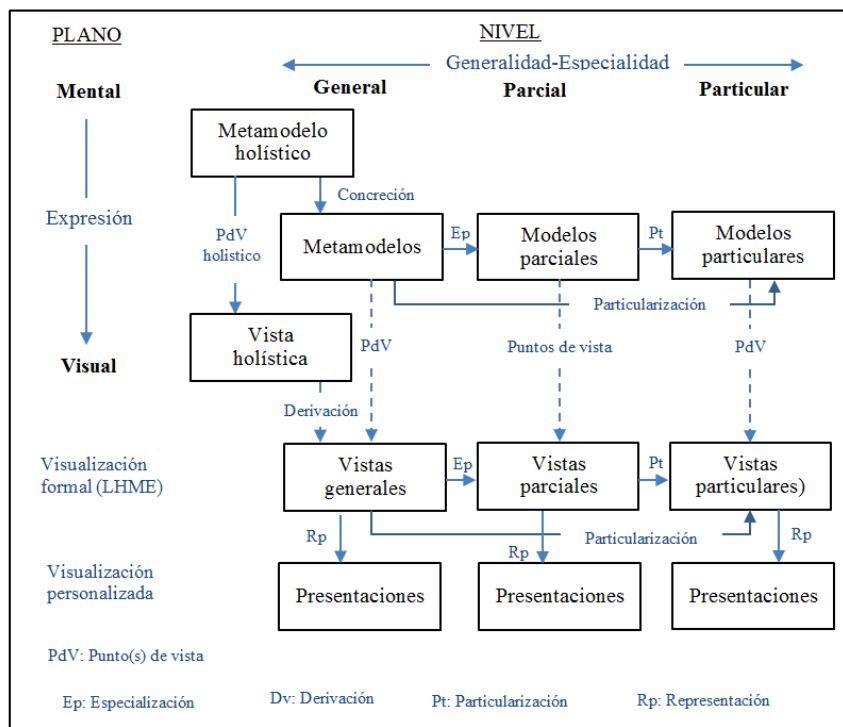 PLANO
NIVEL
Generalidad-Especialidad
Mental
General
Parcial
Particular
Metamodelo
holístico
Expresión
Concreción
PdV
holístico
Metamodelos
Ep
Modelos
parciales
Pt
Modelos
particulares
Particularización
Vista
holística
PdV
Puntos de vista
PdV
Visual
Derivación
Visualización
formal (LHME)
Vistas
generales
Ep
Vistas
parciales
Pt
Vistas
particulares)
Rp
Rp
Particularización
Rp
Visualización
personalizada
Presentaciones
Presentaciones
Presentaciones
PdV: Punto(s) de vista
Ep: Especialización
Dv: Derivación
Pt: Particularización
Rp: Representación